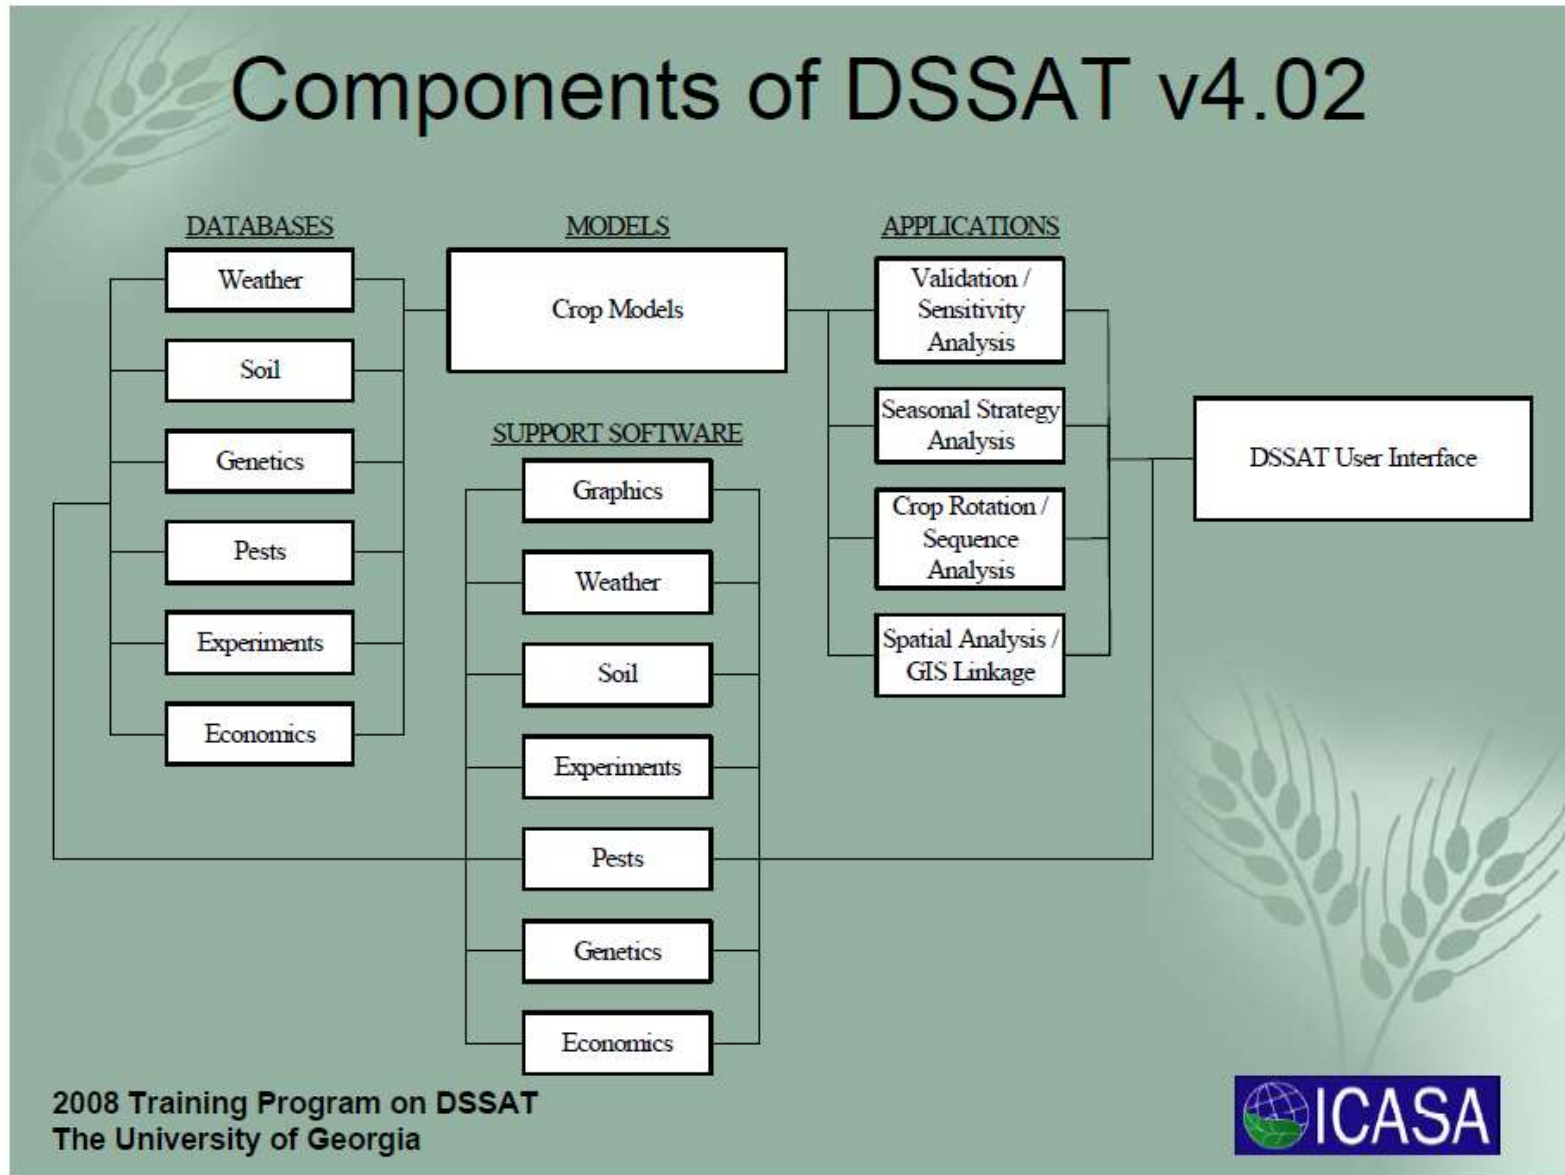 Components of DSSAT v4.02
DATABASES
Weather
Soil
Genetics
Pests
Experiments
Economics
MODELS
Crop Models
SUPPORT SOFTWARE
Graphics
Weather
Soil
Experiments
Pests
Genetics
Economics
APPLICATIONS
Validation /
Sensitivity
Analysis
Seasonal Strategy
Analysis
Crop Rotation /
Sequence
Analysis
Spatial Analysis /
GIS Linkage
DSSAT User Interface
2008 Training Program on DSSAT
The University of Georgia
ICASA